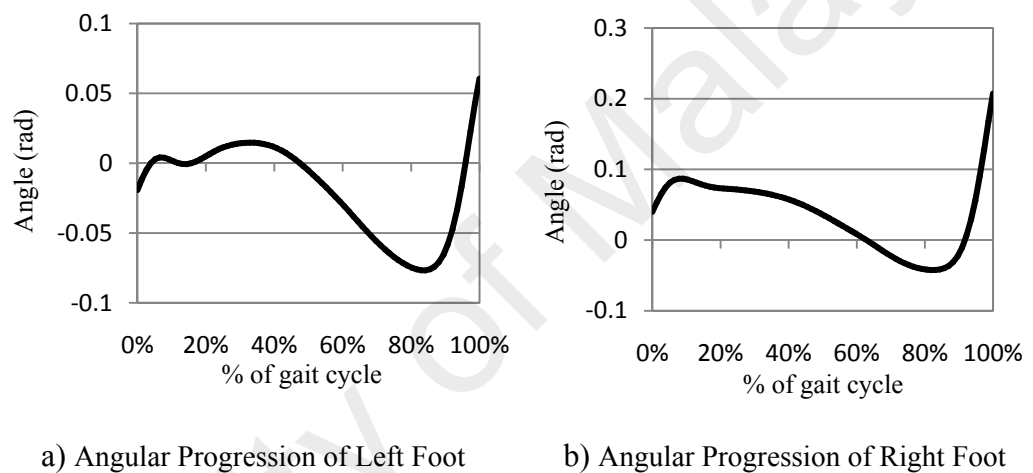 0.1
0.05
0
-0.05
-0.1
Angle (rad)
0% 20% 40% 60% 80% 100%
% of gait cycle
a) Angular Progression of Left Foot
0.3
0.2
0.1
0
-0.1
Angle (rad)
0% 20% 40% 60% 80% 100%
% of gait cycle
b) Angular Progression of Right Foot
of Mala